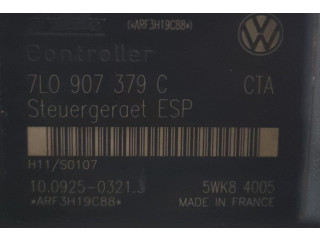 (*ARF3H19C88*)
Controller
7L0 907 379 C CTA
Steuergeraet ESP
H11/S0107
10.0925-0321.3 5WK8 4005
*ARF3H19C88* MADE IN FRANCE